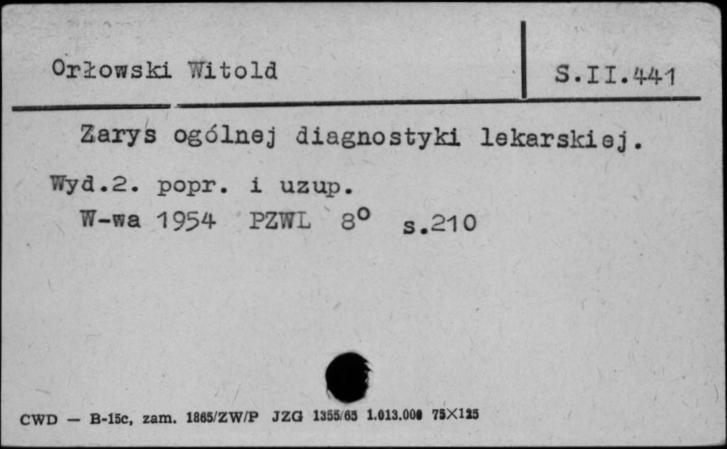 Orłowski Witold
S.II.441
Zarys ogólnej diagnostyki lekarskiej.
Wyd.2. popr. i uzup.
W-wa 1954 PZWL 8° s.210
CWD — B-15c, zam. 1865/ZW/P JZG 1355/65 1.013.000 75X125